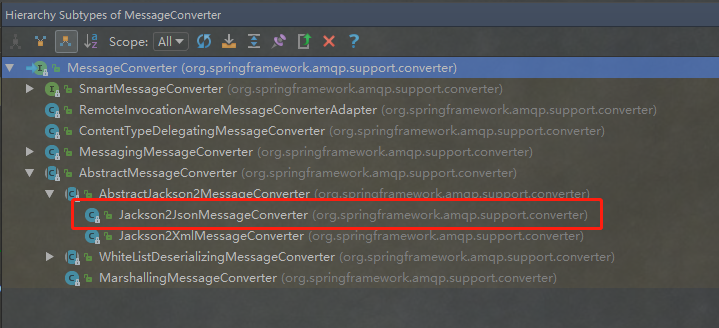 Hierarchy Subtypes of MessageConverter
Scope: All
MessageConverter (org.springframework.amqp.support.converter)
SmartMessageConverter (org.springframework.amqp.support.converter)
RemoteInvocationAwareMessageConverterAdapter (org.springframework.amqp.support.converter)
ContentTypeDelegatingMessageConverter (org.springframework.amqp.support.converter)
MessagingMessageConverter (org.springframework.amqp.support.converter)
AbstractMessageConverter (org.springframework.amqp.support.converter)
AbstractJackson2MessageConverter (org.springframework.amqp.support.converter)
Jackson2JsonMessageConverter (org.springframework.amqp.support.converter)
Jackson2XmlMessageConverter (org.springframework.amqp.support.converter)
WhiteListDeserializingMessageConverter (org.springframework.amqp.support.converter)
MarshallingMessageConverter (org.springframework.amqp.support.converter)